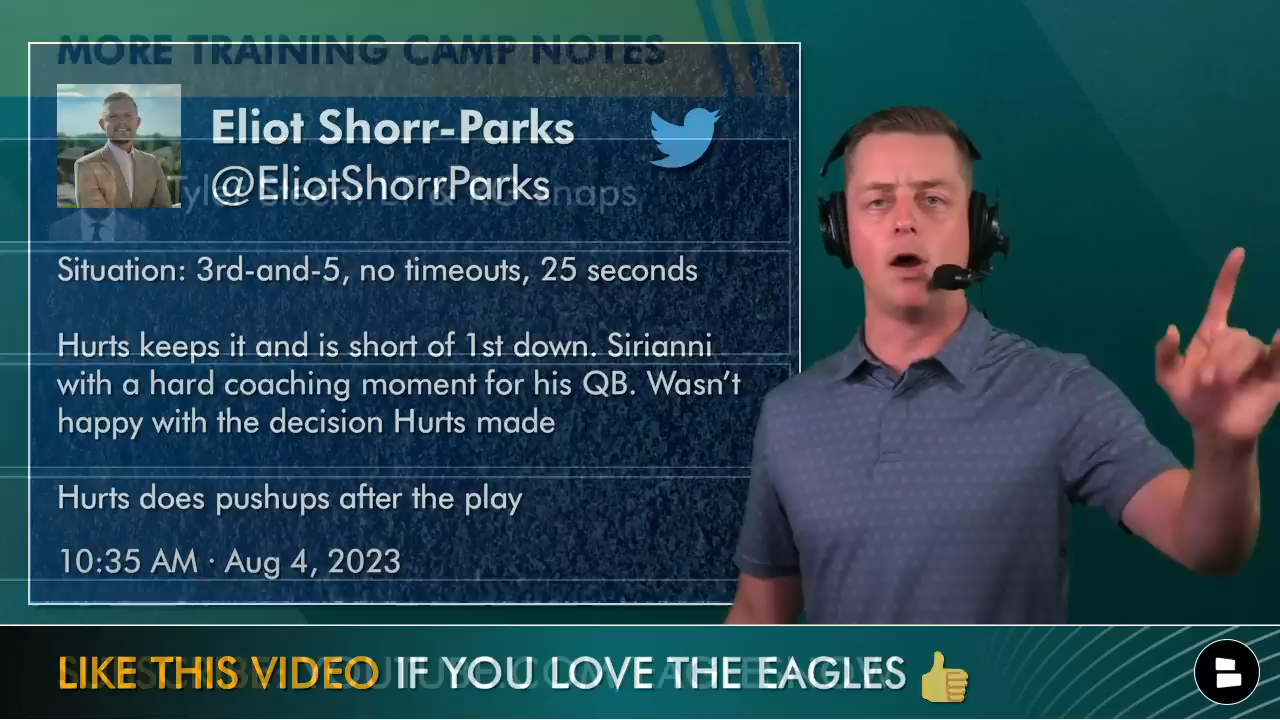 MORE TRAINING CAMP NOTES
Eliot Shorr-Parks
@EliotShorrParks
snaps
Situation: 3rd-and-5, no timeouts, 25 seconds
Hurts keeps it and is short of 1st down. Sirianni
with a hard coaching moment for his QB. Wasn't
happy with the decision Hurts made
Hurts does pushups after the play
10:35 AM · Aug 4, 2023
LIKE THIS VIDEO IF YOU LOVE THE EAGLES